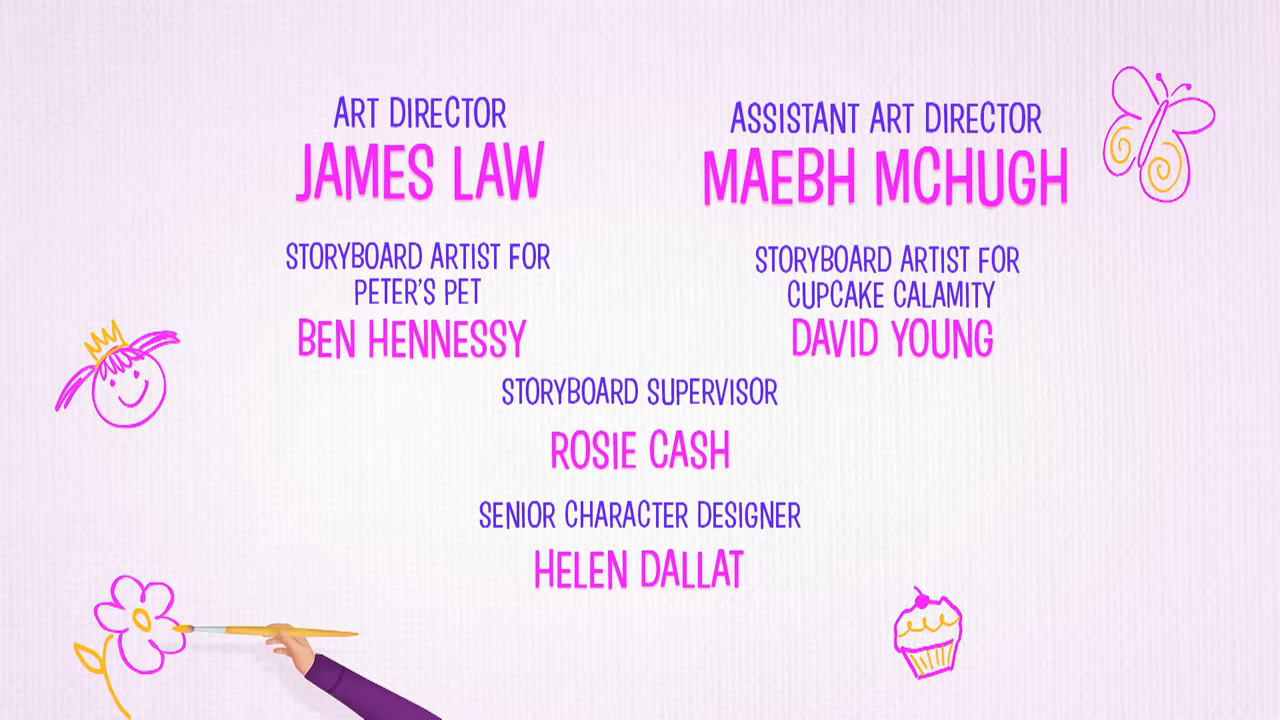 ART DIRECTOR
JAMES LAW
ASSISTANT ART DIRECTOR
MAEBH MCHUGH
STORYBOARD ARTIST FOR
PETER'S PET
BEN HENNESSY
STORYBOARD ARTIST FOR
CUPCAKE CALAMITY
DAVID YOUNG
STORYBOARD SUPERVISOR
ROSIE CASH
SENIOR CHARACTER DESIGNER
HELEN DALLAT